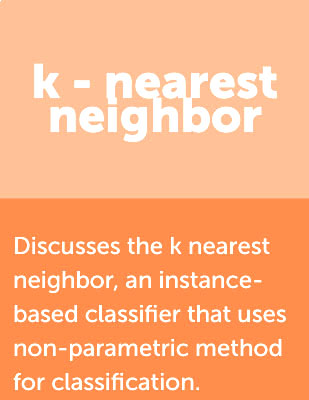 k - nearest
neighbor
Discusses the k nearest
neighbor, an instance-
based classifier that uses
non-parametric method
for classification.